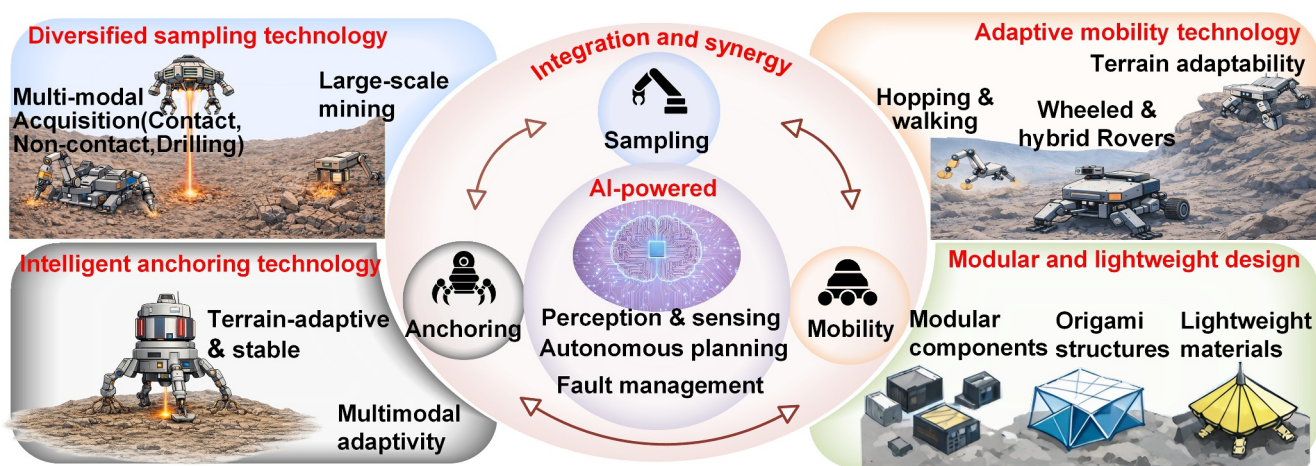 Diversified sampling technology
Multi-modal
Acquisition(Contact,
Non-contact,Drilling)
Large-scale
mining
Integration and synergy
Sampling
AI-powered
Anchoring
Mobility
Perception & sensing
Autonomous planning
Fault management
Adaptive mobility technology
Terrain adaptability
Hopping &
walking
Wheeled &
hybrid Rovers
Intelligent anchoring technology
Terrain-adaptive
& stable
Multimodal
adaptivity
Modular and lightweight design
Modular
components
Origami
structures
Lightweight
materials